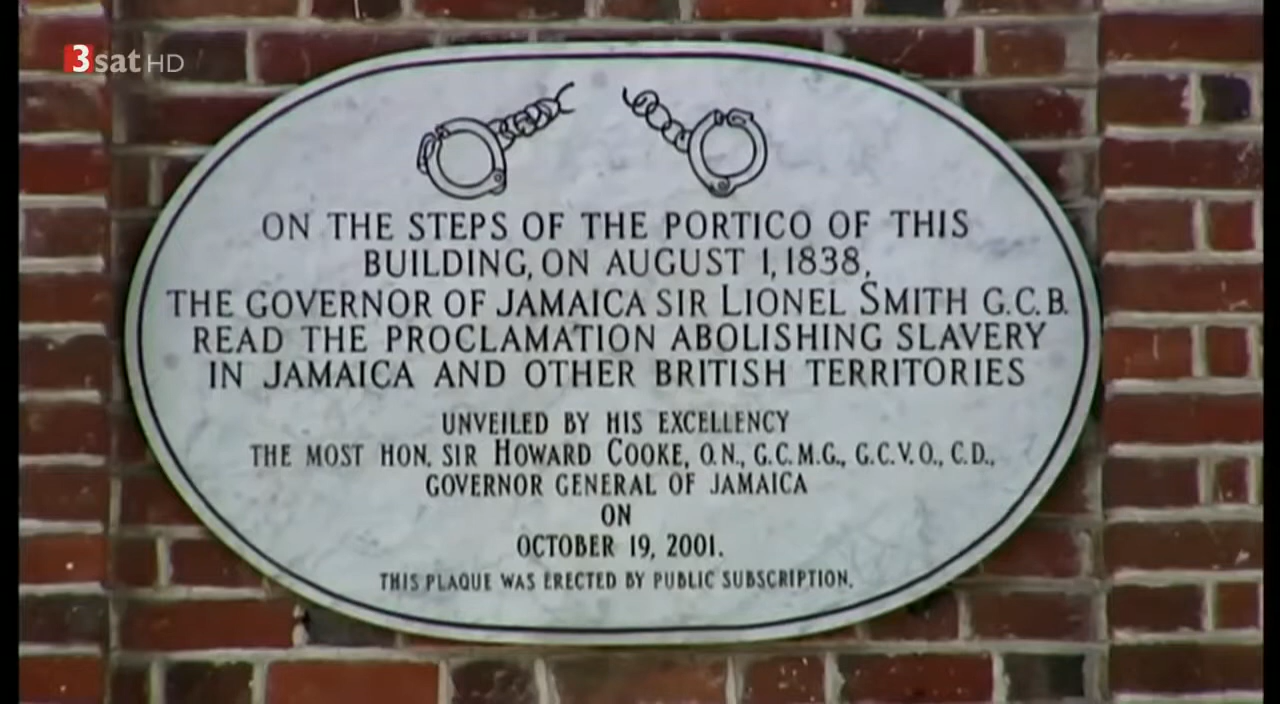 3sat HD
ON THE STEPS OF THE PORTICO OF THIS
BUILDING, ON AUGUST 1, 1838,
THE GOVERNOR OF JAMAICA SIR LIONEL SMITH G.C.B.
READ THE PROCLAMATION ABOLISHING SLAVERY
IN JAMAICA AND OTHER BRITISH TERRITORIES
UNVEILED BY HIS EXCELLENCY
THE MOST HON. SIR HOWARD COOKE, O.N., G.C.M.G., G.C.V.O., C.D.,
GOVERNOR GENERAL OF JAMAICA
ON
OCTOBER 19, 2001.
THIS PLAQUE WAS ERECTED BY PUBLIC SUBSCRIPTION.